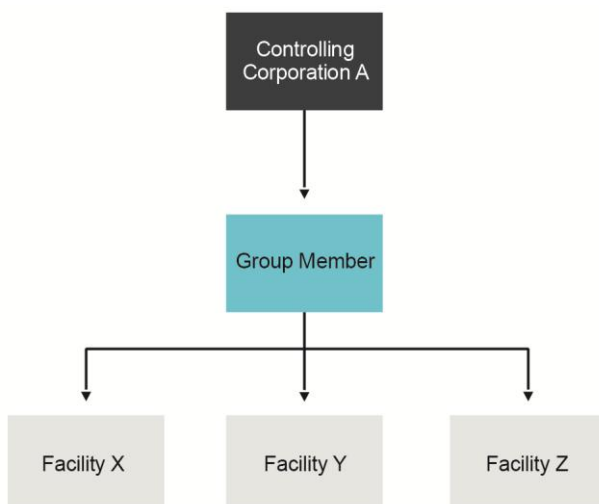 Controlling
Corporation A
Group Member
Facility X
Facility Y
Facility Z